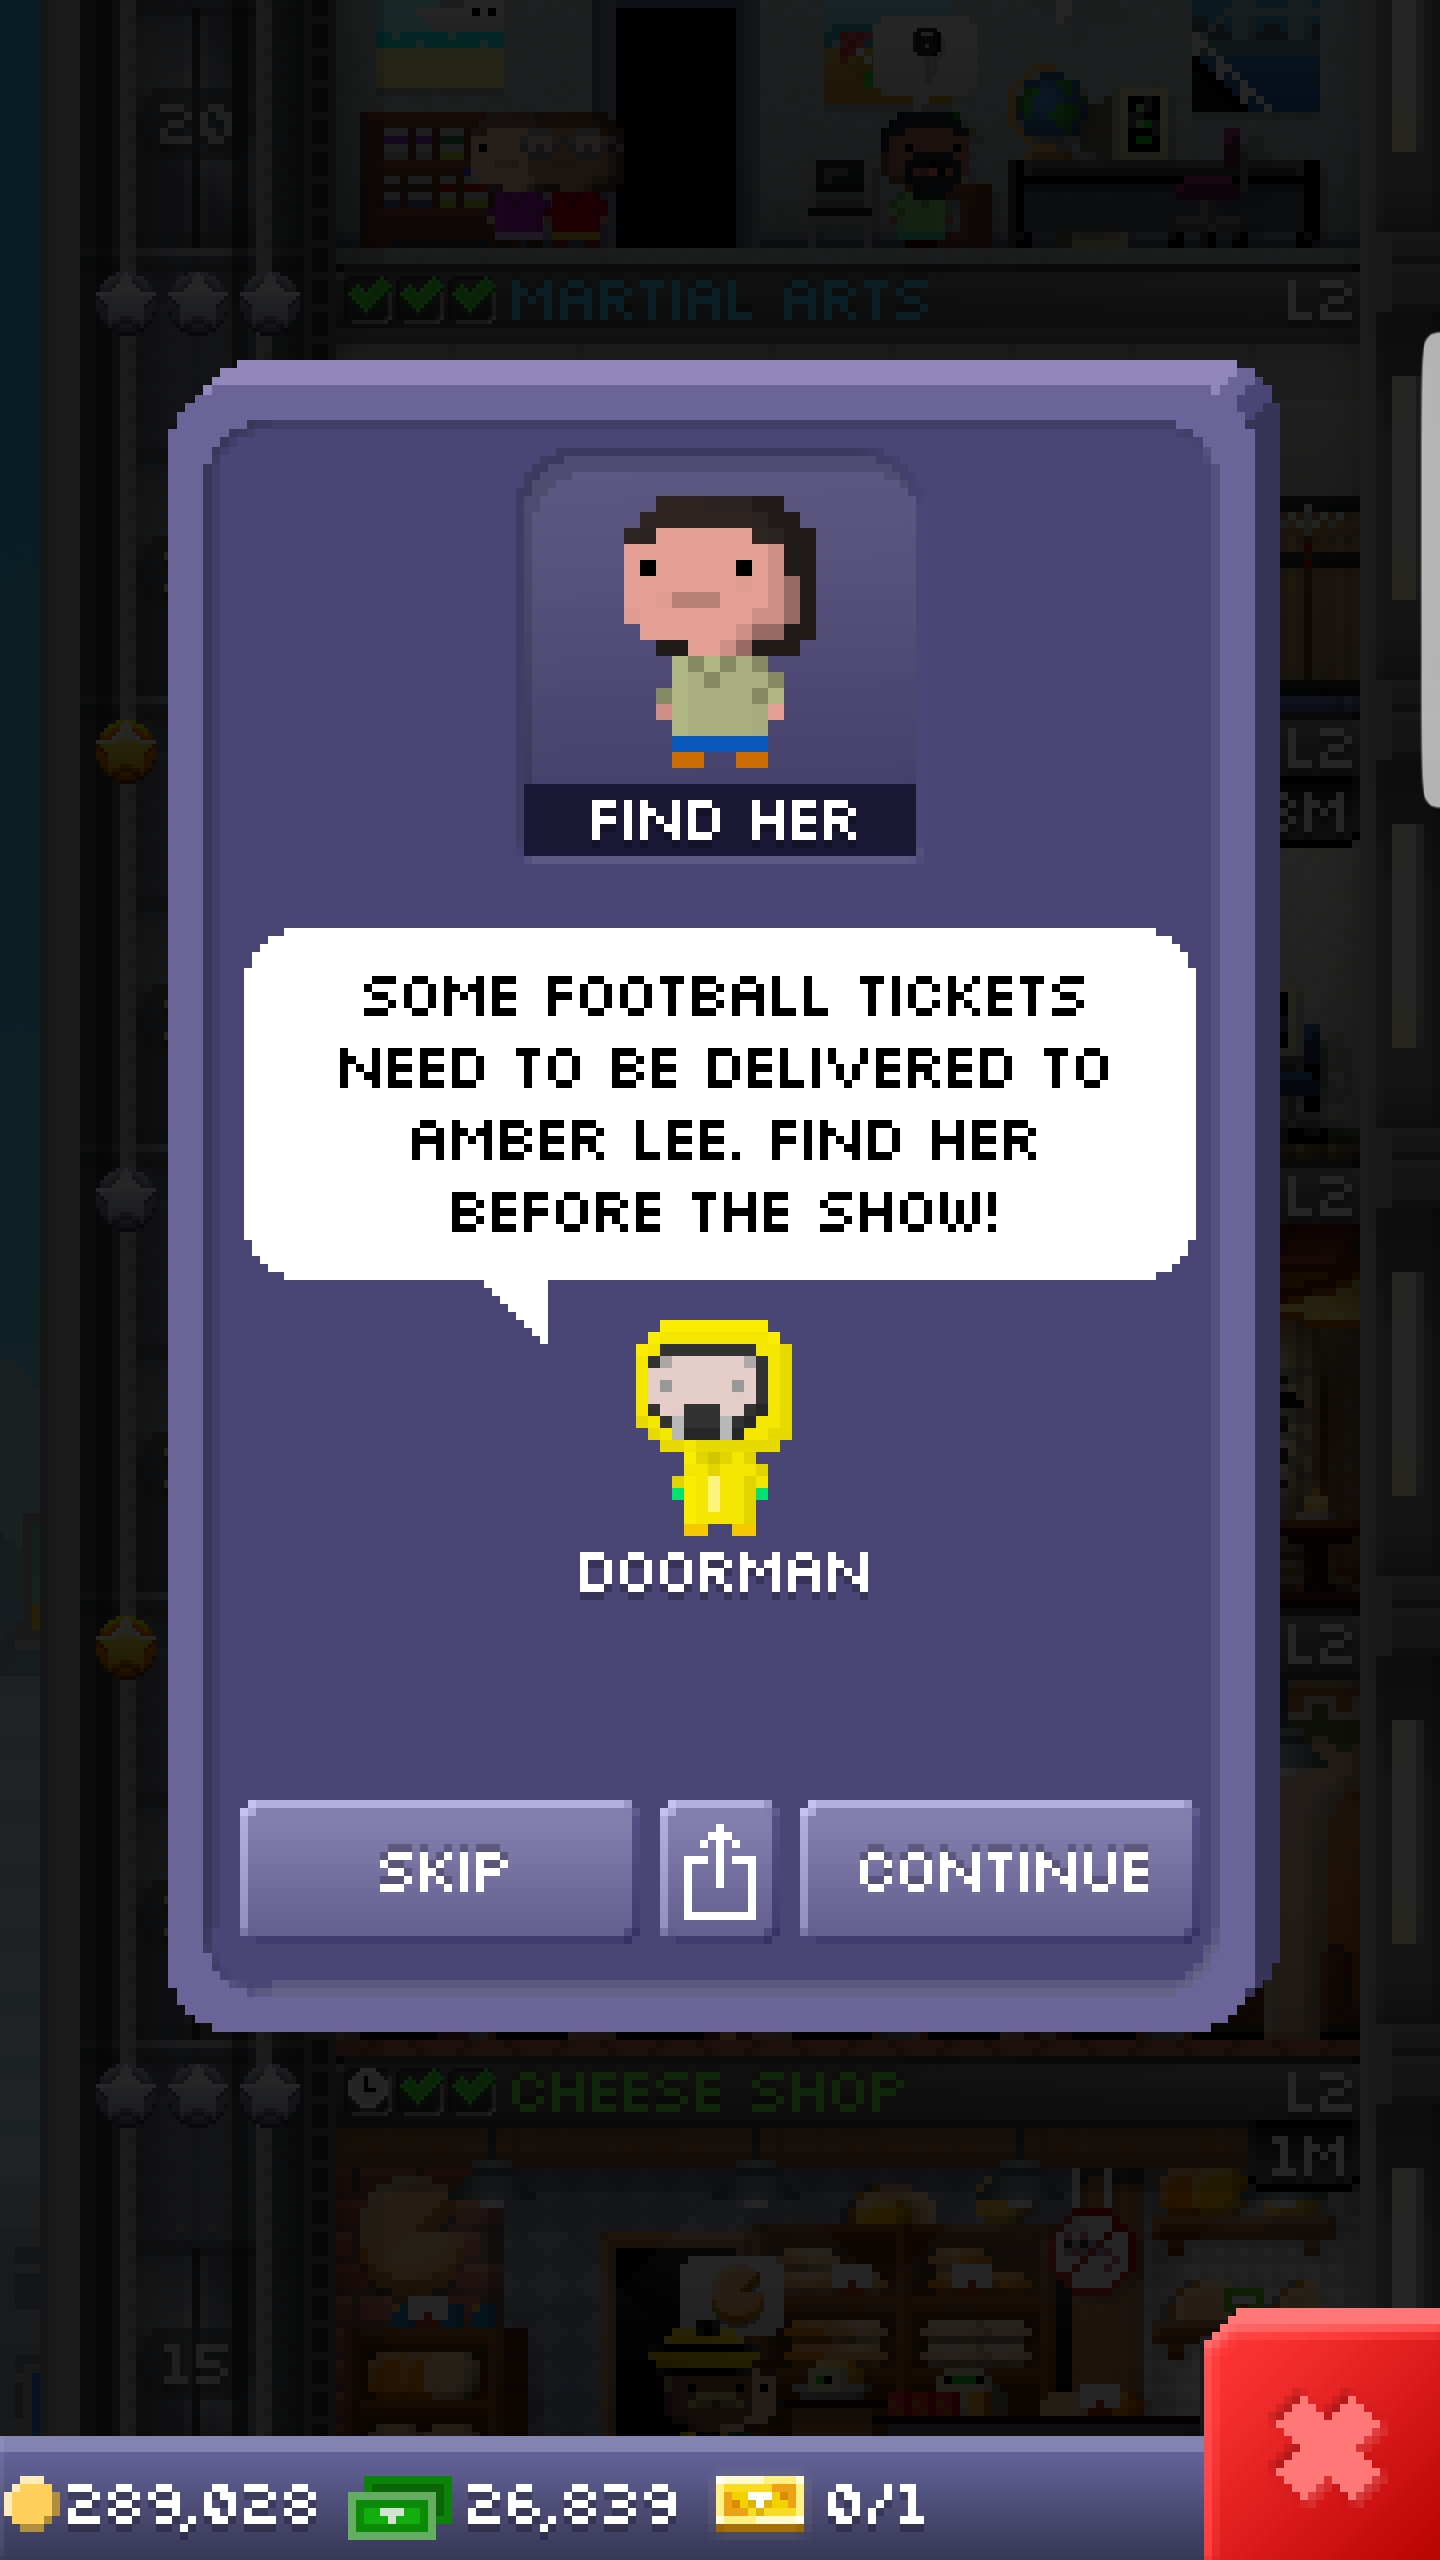 20
MARTIAL ARTS L2
L2
FIND HER
SOME FOOTBALL TICKETS
NEED TO BE DELIVERED TO
AMBER LEE. FIND HER
BEFORE THE SHOW!
L2
DOORMAN
L2
SKIP
CONTINUE
CHEESE SHOP L2
1M
15
289,028 26,839 0/1